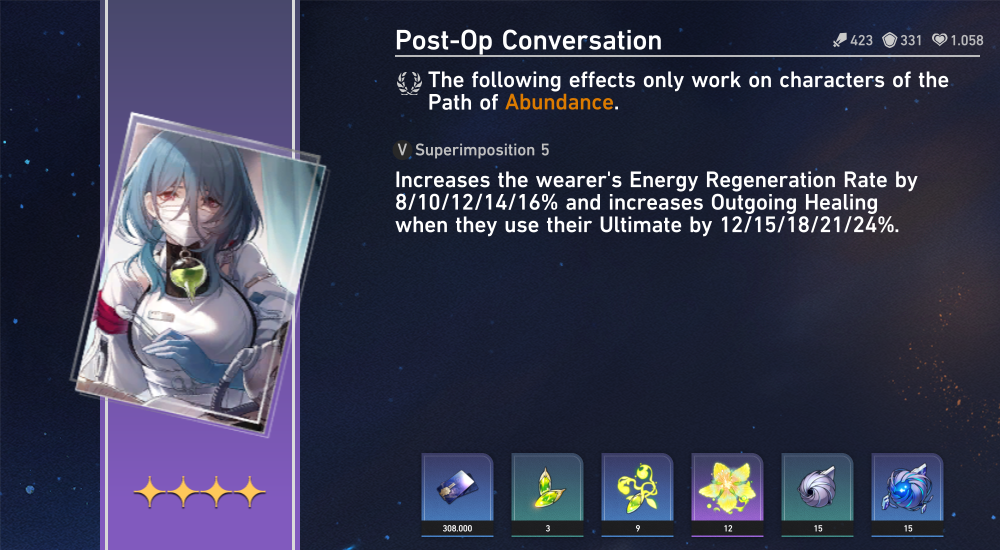 Post-Op Conversation
423 331 1.058
The following effects only work on characters of the
Path of Abundance.
V Superimposition 5
Increases the wearer's Energy Regeneration Rate by
8/10/12/14/16% and increases Outgoing Healing
when they use their Ultimate by 12/15/18/21/24%.
308.000 3 9 12 15 15